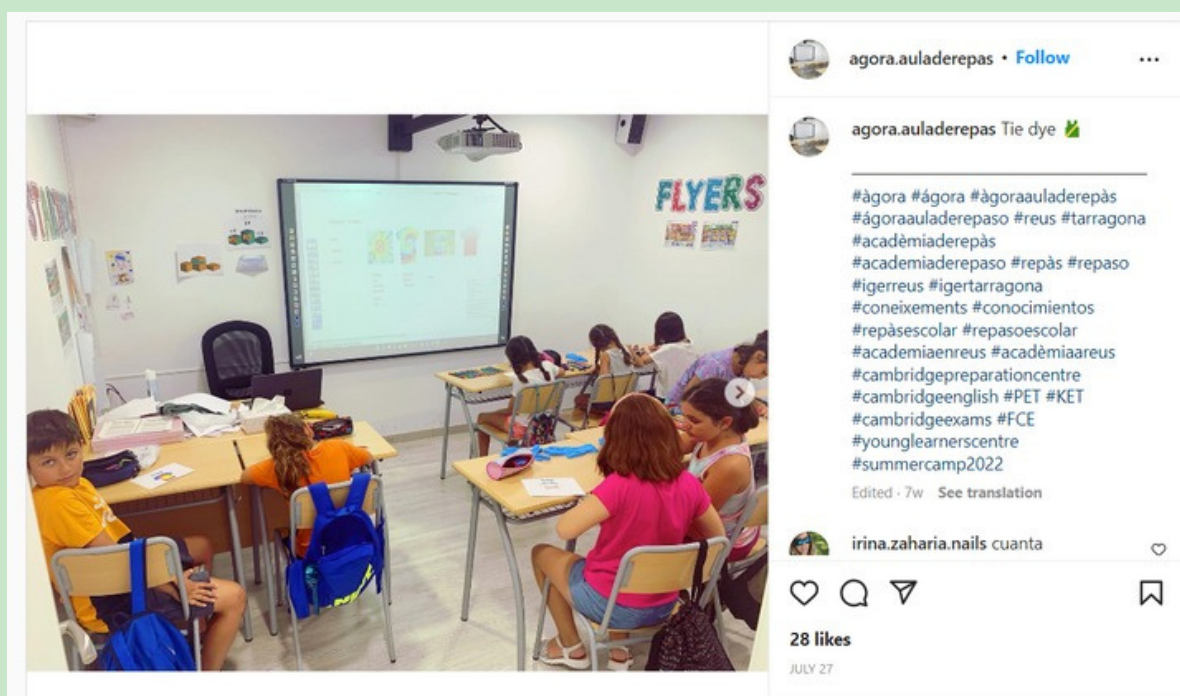 FLYERS
agora.auladerepas • Follow
agora.auladerepas Tie dye
#àgora #ágora #àgoraauladerepàs
#ágoraauladerepaso #reus #tarragona
#acadèmiaderepàs
#academiaderepaso #repàs #repaso
#igerreus #igertarragona
#coneixements #conocimientos
#repàsescolar #repasoescolar
#academiaenreus #acadèmiaareus
#cambridgepreparationcentre
#cambridgeenglish #PET #KET
#cambridgeexams #FCE
#younglearnerscentre
#summercamp2022
Edited · 7w See translation
irina.zaharia.nails cuanta
28 likes
JULY 27